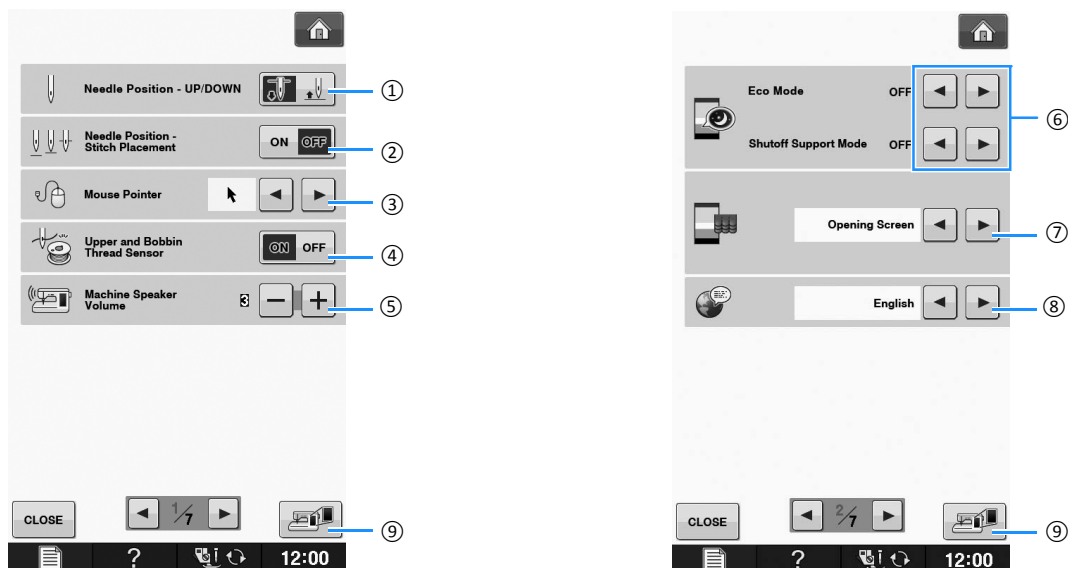 Needle Position - UP/DOWN
①
Needle Position -
Stitch Placement
ON OFF
②
Mouse Pointer
③
Upper and Bobbin
Thread Sensor
ON OFF
④
Machine Speaker
Volume
3
⑤
CLOSE
1/7
⑨
?
12:00
Eco Mode
OFF
⑥
Shutoff Support Mode
OFF
Opening Screen
⑦
English
⑧
CLOSE
2/7
⑨
?
12:00